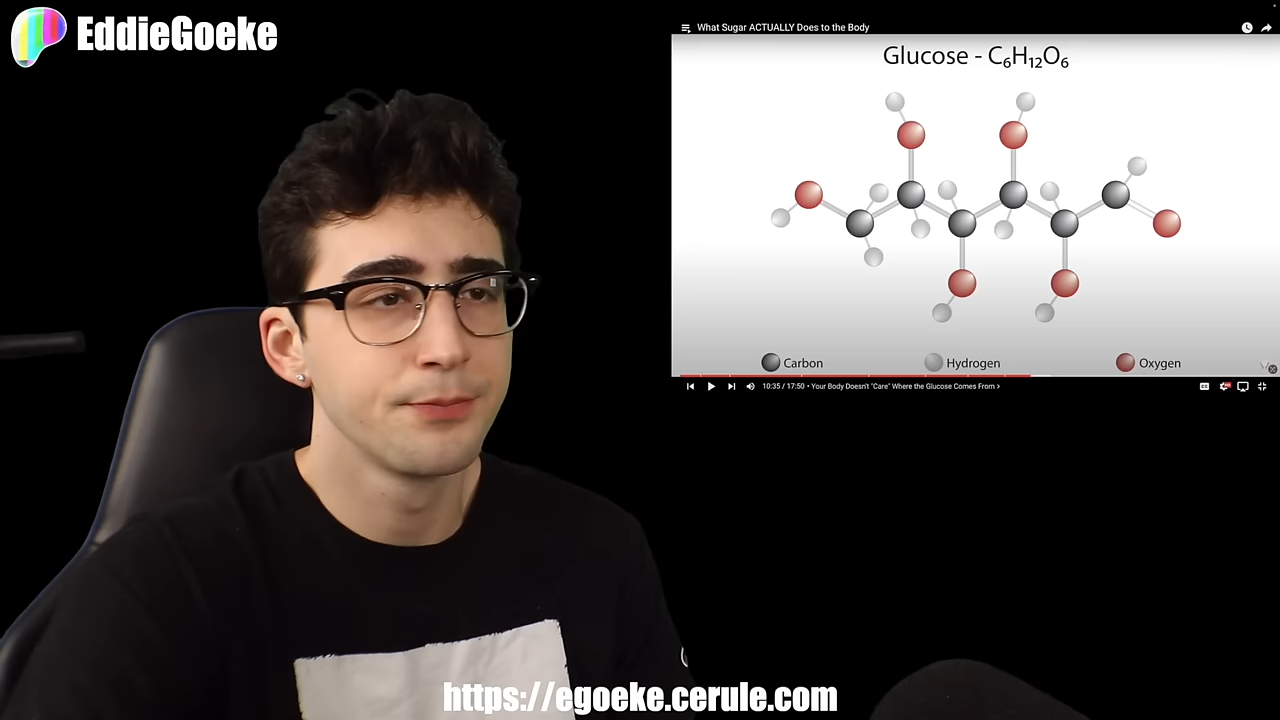 EddieGoeke
What Sugar ACTUALLY Does to the Body
Glucose - C₆H₁₂O₆
Carbon
Hydrogen
Oxygen
10:35 / 17:50 • Your Body Doesn't "Care" Where the Glucose Comes From ›
https://egoeke.cerule.com